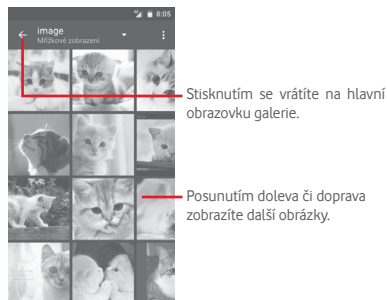 8:05
image
Mřížkové zobrazení
Stisknutím se vrátíte na hlavní
obrazovku galerie.
Posunutím doleva či doprava
zobrazíte další obrázky.